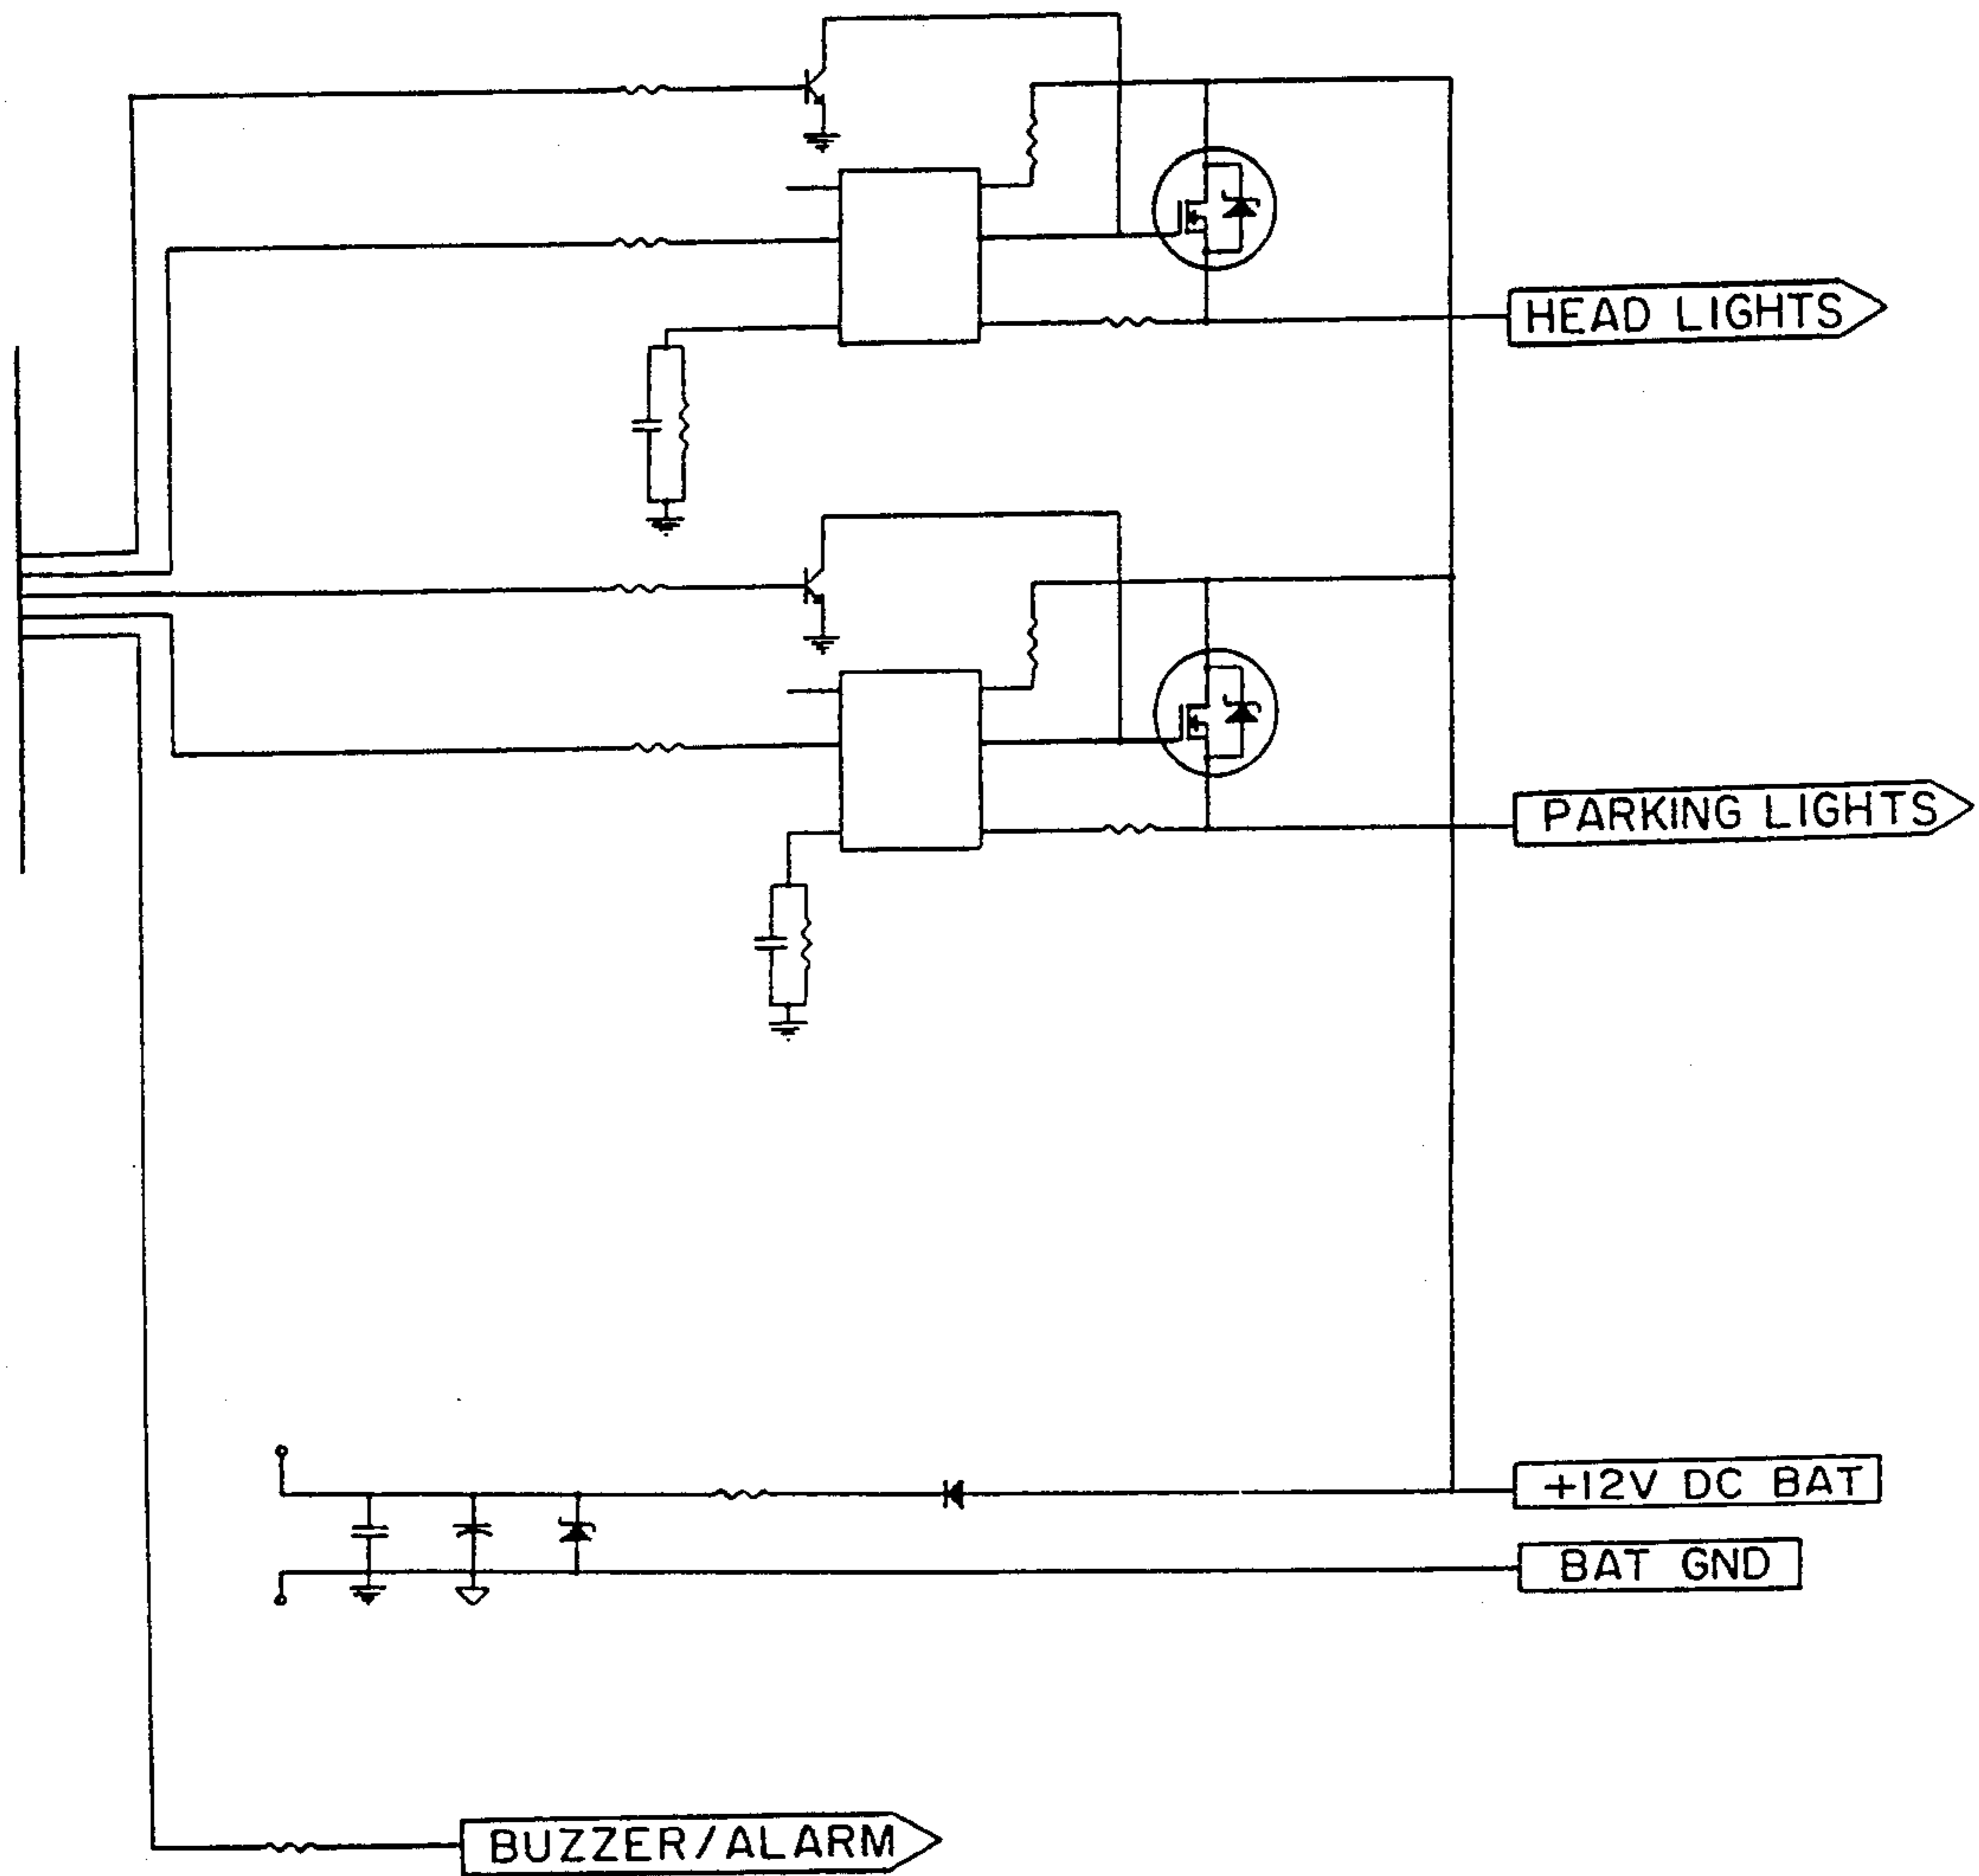 HEAD LIGHTS
PARKING LIGHTS
+12V DC BAT
BAT GND
BUZZER/ALARM